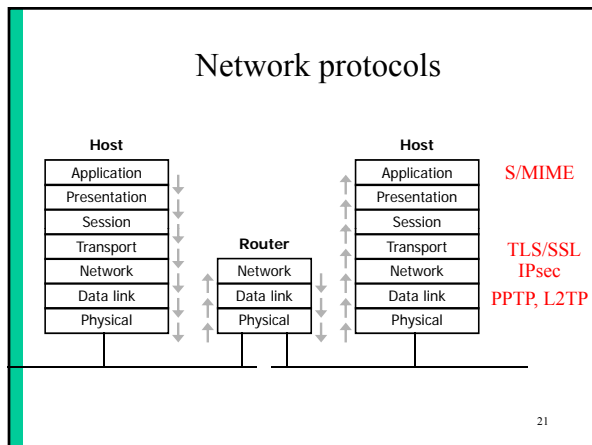 Network protocols
Host
Application
Presentation
Session
Transport
Network
Data link
Physical
Router
Network
Data link
Physical
Host
Application
Presentation
Session
Transport
Network
Data link
Physical
S/MIME
TLS/SSL
IPsec
PPTP, L2TP
21